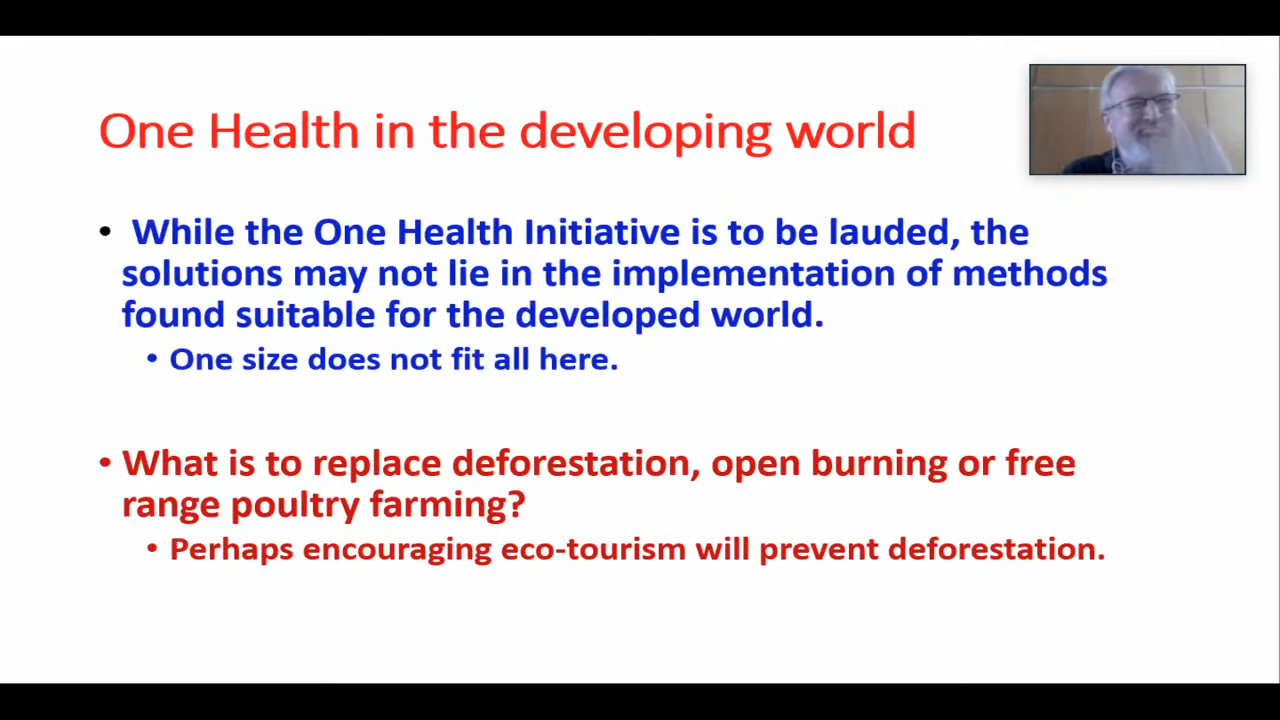 One Health in the developing world
• While the One Health Initiative is to be lauded, the
solutions may not lie in the implementation of methods
found suitable for the developed world.
• One size does not fit all here.
• What is to replace deforestation, open burning or free
range poultry farming?
• Perhaps encouraging eco-tourism will prevent deforestation.